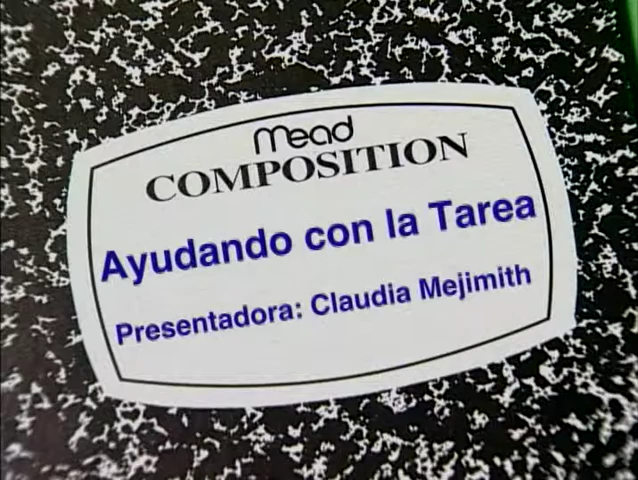 Mead
COMPOSITION
Ayudando con la Tarea
Presentadora: Claudia Mejimith